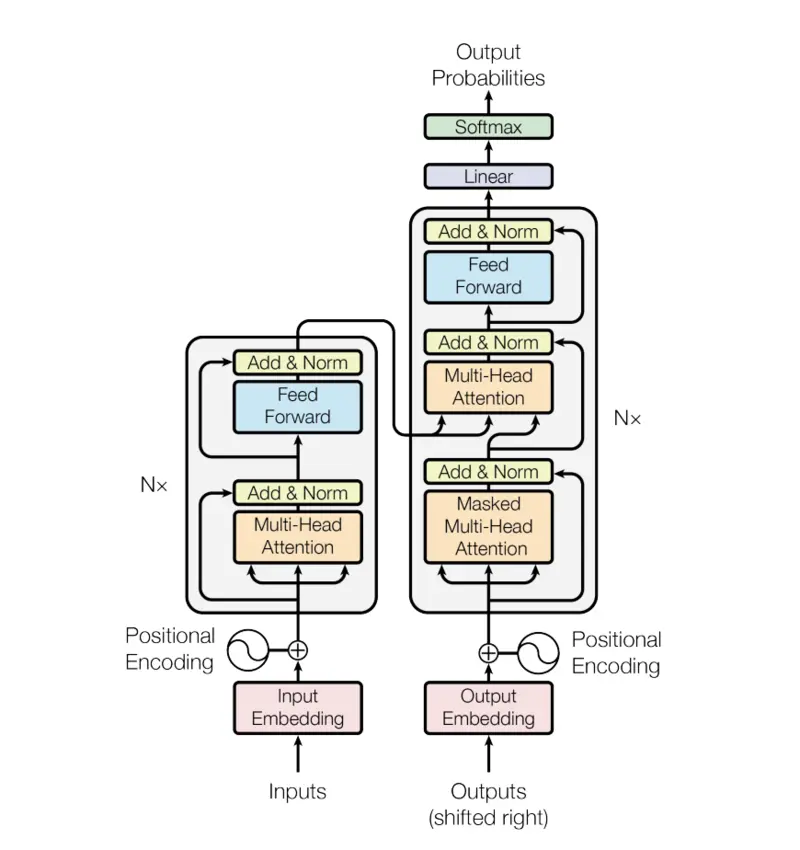 Output
Probabilities
Softmax
Linear
Add & Norm
Feed
Forward
Add & Norm
Multi-Head
Attention
N×
Add & Norm
Masked
Multi-Head
Attention
Add & Norm
Feed
Forward
N×
Add & Norm
Multi-Head
Attention
Positional
Encoding
Positional
Encoding
Input
Embedding
Output
Embedding
Inputs
Outputs
(shifted right)